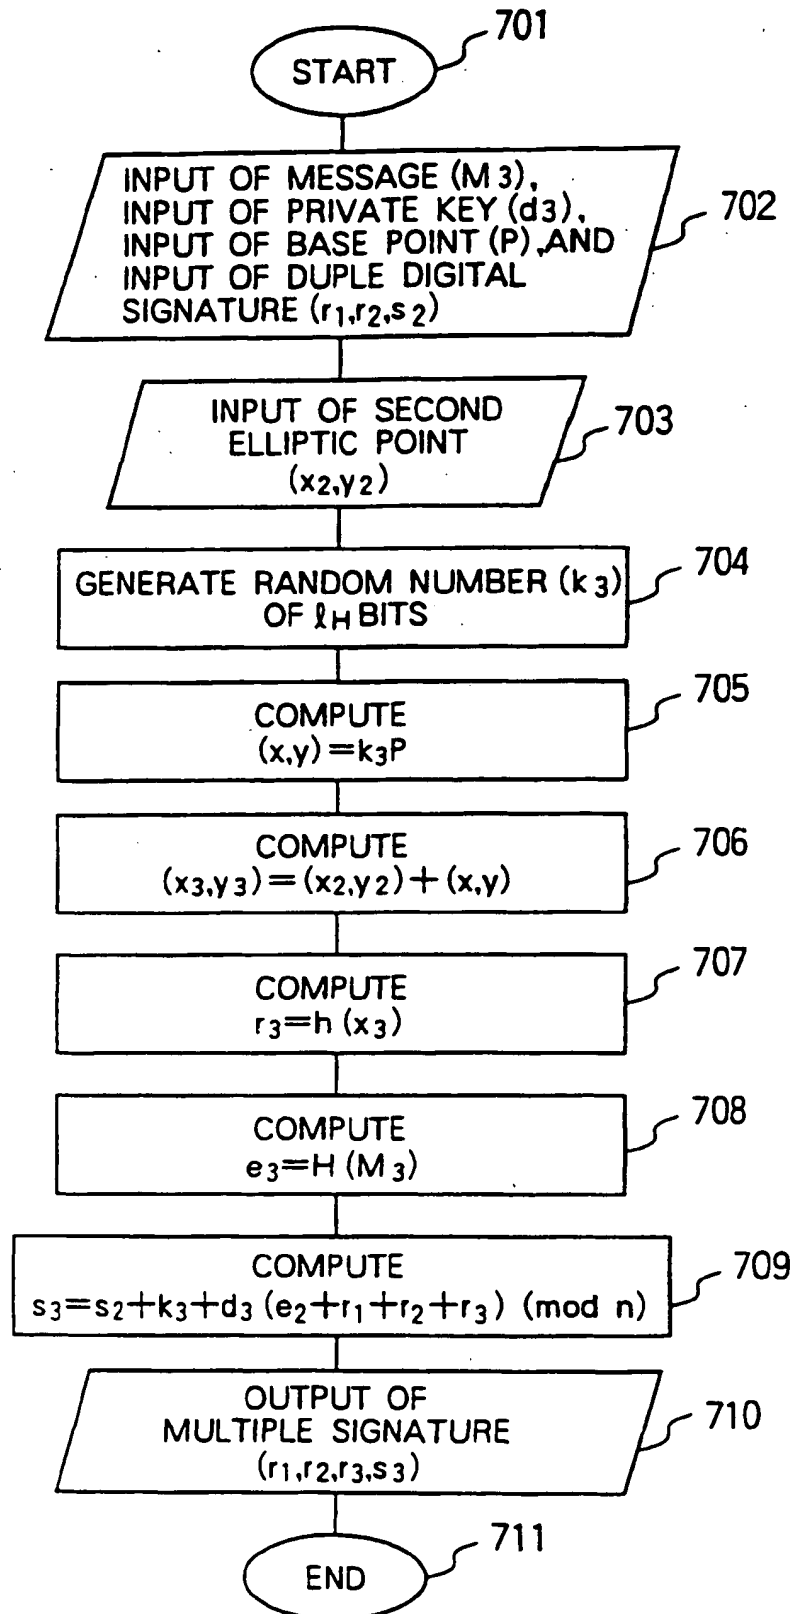 701
START
INPUT OF MESSAGE (M3),
INPUT OF PRIVATE KEY (d3),
INPUT OF BASE POINT (P), AND
INPUT OF DUPLE DIGITAL
SIGNATURE (r1,r2,s2)
702
INPUT OF SECOND
ELLIPTIC POINT
(x2,y2)
703
GENERATE RANDOM NUMBER (k3)
OF ℓH BITS
704
COMPUTE
(x,y)=k3P
705
COMPUTE
(x3,y3)=(x2,y2)+(x,y)
706
COMPUTE
r3=h(x3)
707
COMPUTE
e3=H(M3)
708
COMPUTE
s3=s2+k3+d3(e2+r1+r2+r3) (mod n)
709
OUTPUT OF
MULTIPLE SIGNATURE
(r1,r2,r3,s3)
710
END
711